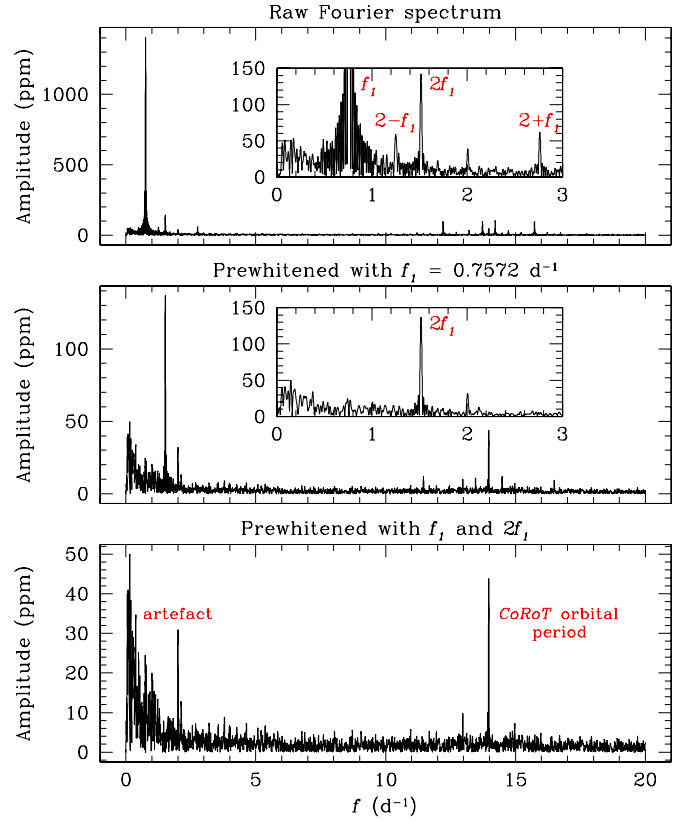 Raw Fourier spectrum
Amplitude (ppm)
1000
500
0
150
100
50
0
f₁
2f₁
2−f₁
2+f₁
0 1 2 3
Prewhitened with f₁ = 0.7572 d⁻¹
Amplitude (ppm)
100
50
0
150
100
50
0
2f₁
0 1 2 3
Prewhitened with f₁ and 2f₁
Amplitude (ppm)
50
40
30
20
10
0
artefact
CoRoT orbital
period
0 5 10 15 20
f (d⁻¹)